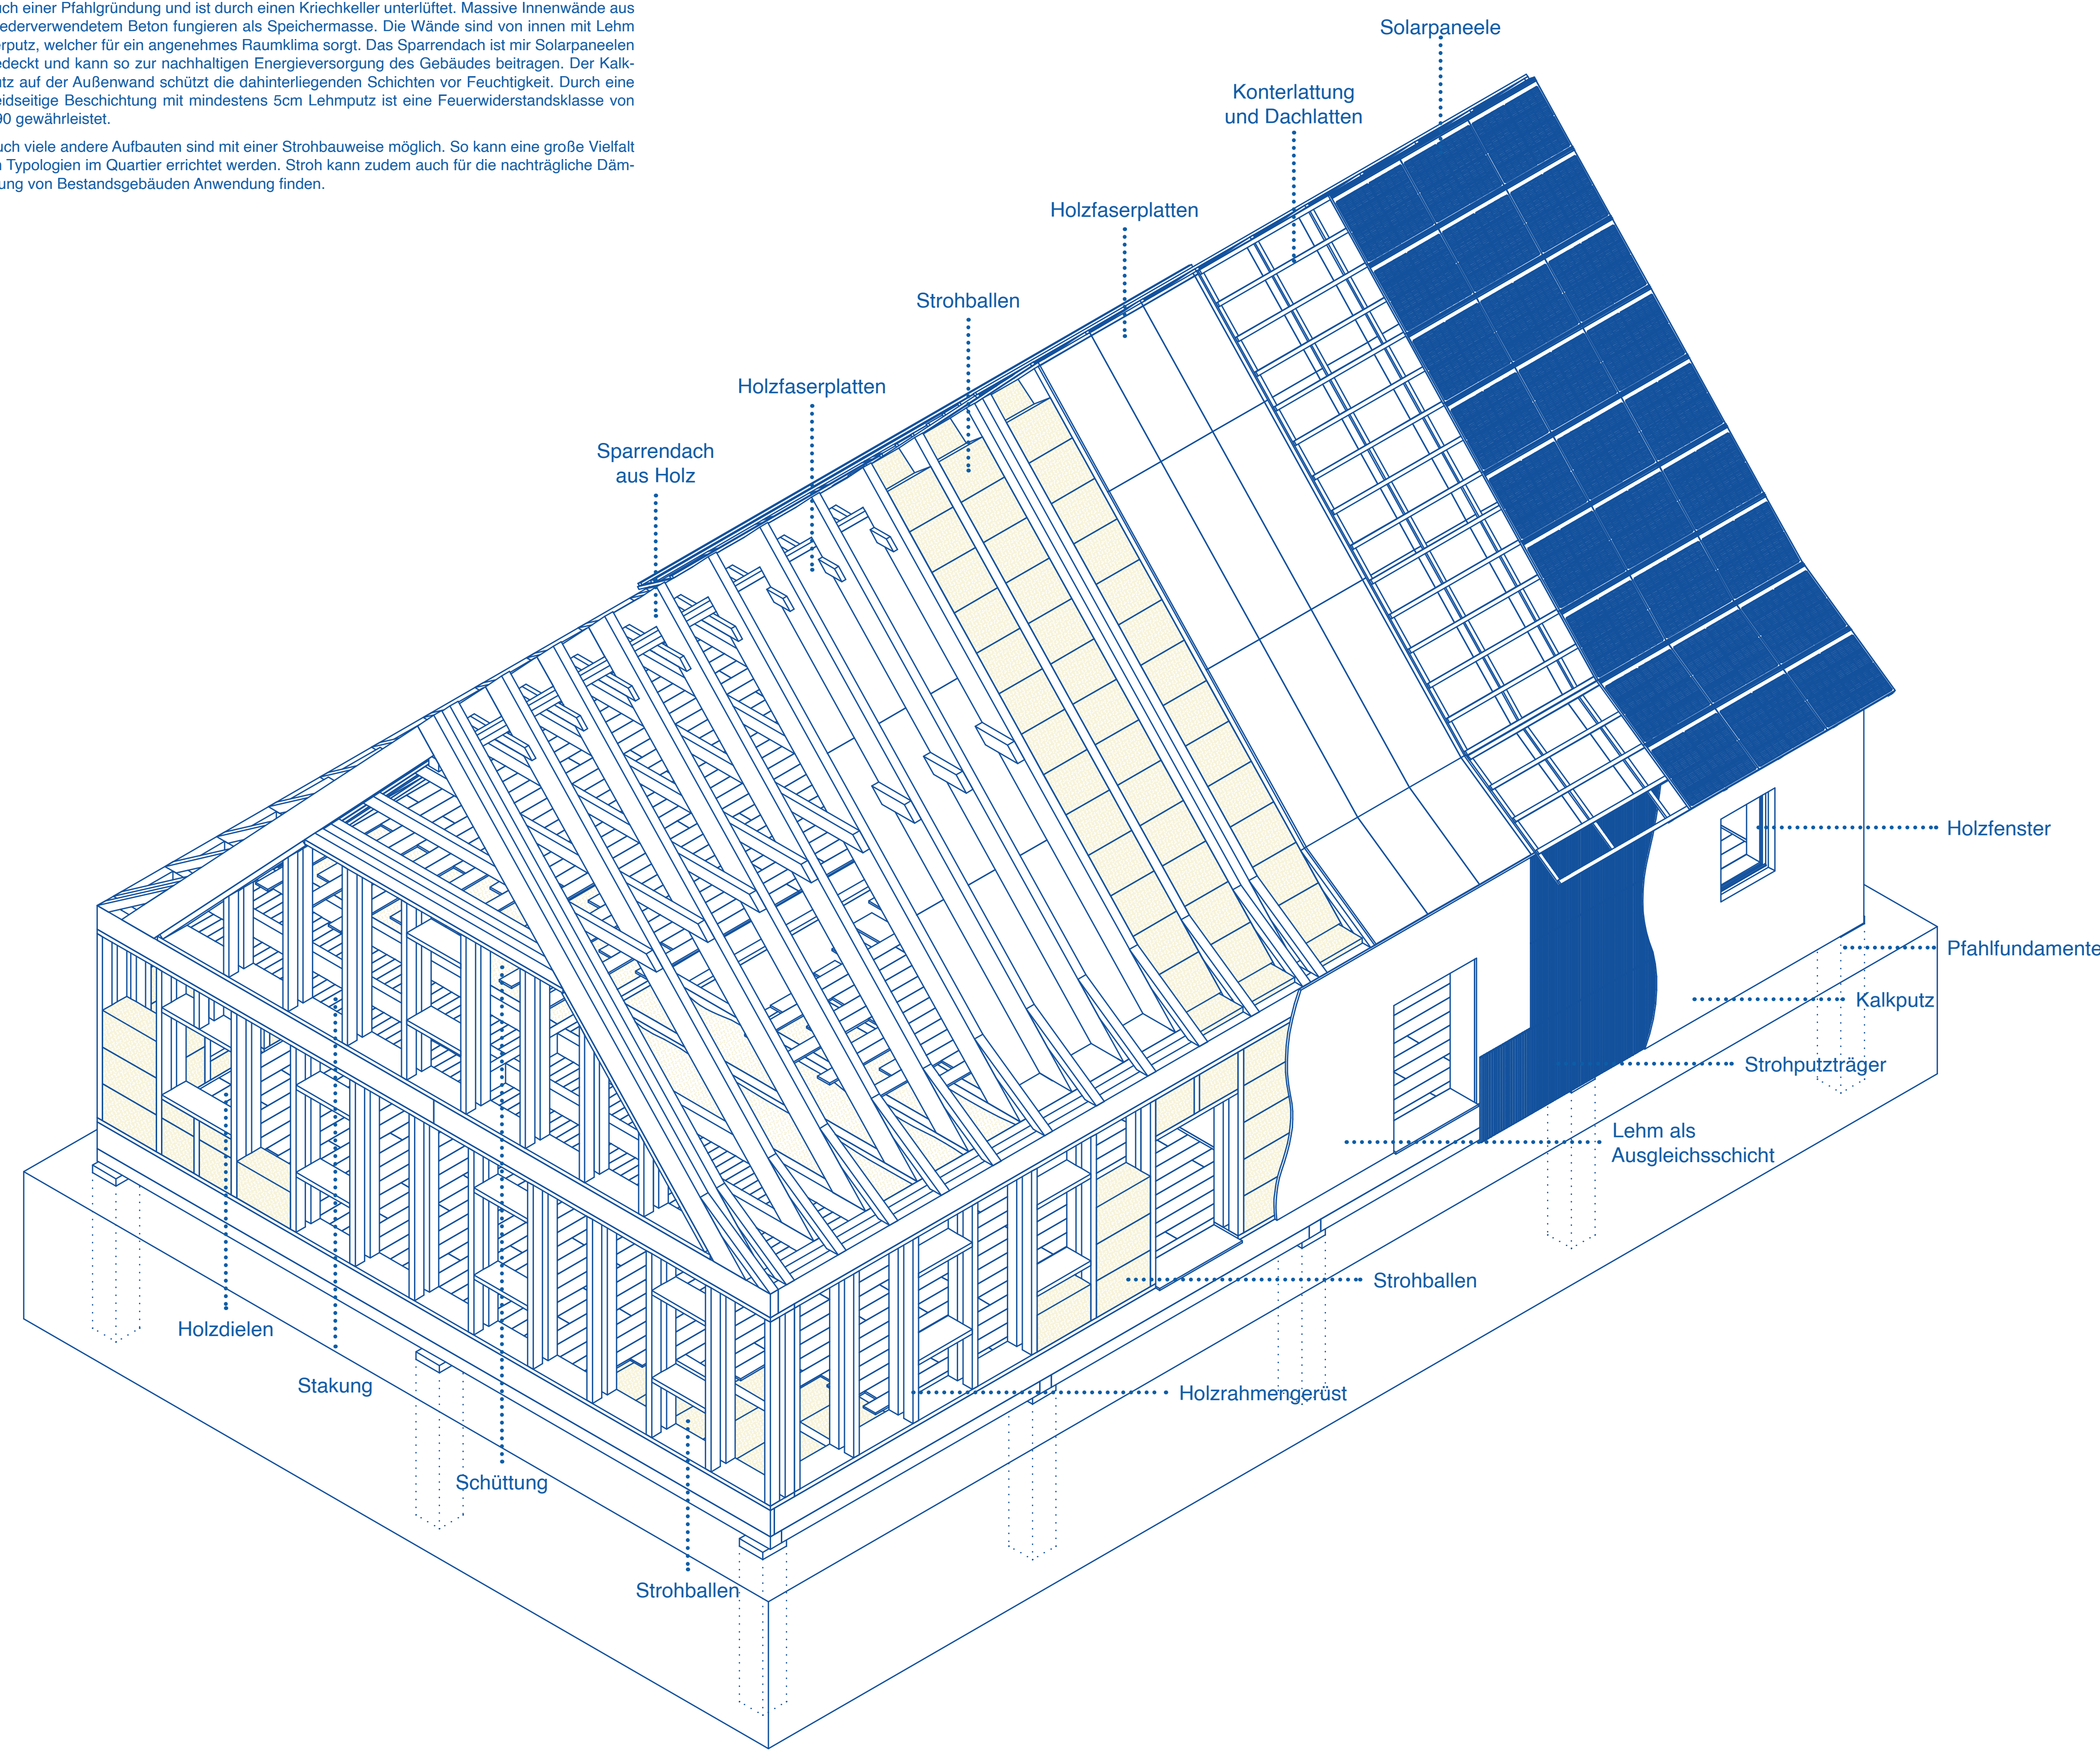 uch einer Pfahlgründung und ist durch einen Kriechkeller unterlüftet. Massive Innenwände aus
ederverwendetem Beton fungieren als Speichermasse. Die Wände sind von innen mit Lehm
erputz, welcher für ein angenehmes Raumklima sorgt. Das Sparrendach ist mir Solarpaneelen
edeckt und kann so zur nachhaltigen Energieversorgung des Gebäudes beitragen. Der Kalk-
utz auf der Außenwand schützt die dahinterliegenden Schichten vor Feuchtigkeit. Durch eine
eidseitige Beschichtung mit mindestens 5cm Lehmputz ist eine Feuerwiderstandsklasse von
90 gewährleistet.
uch viele andere Aufbauten sind mit einer Strohbauweise möglich. So kann eine große Vielfalt
n Typologien im Quartier errichtet werden. Stroh kann zudem auch für die nachträgliche Däm-
ung von Bestandsgebäuden Anwendung finden.
Solarpaneele
Konterlattung
und Dachlatten
Holzfaserplatten
Strohballen
Holzfaserplatten
Sparrendach
aus Holz
Holzfenster
Pfahlfundamente
Kalkputz
Strohputzträger
Lehm als
Ausgleichsschicht
Strohballen
Holzrahmengerüst
Holzdielen
Stakung
Schüttung
Strohballen